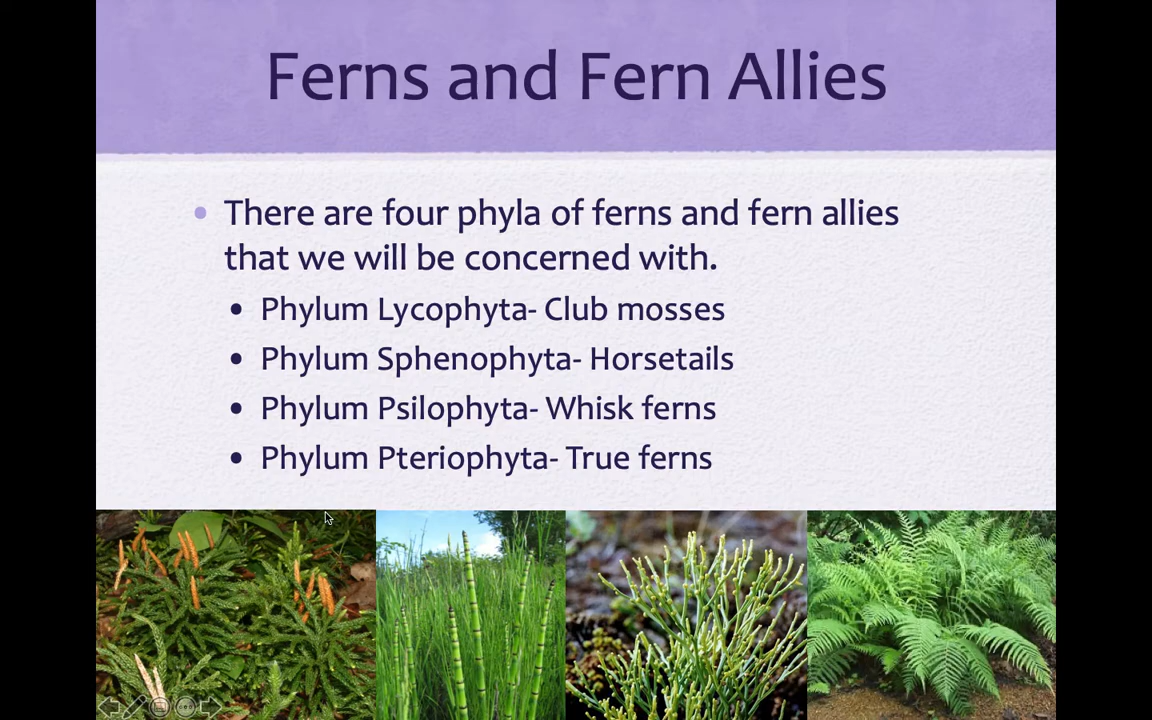 Ferns and Fern Allies
• There are four phyla of ferns and fern allies
that we will be concerned with.
• Phylum Lycophyta- Club mosses
• Phylum Sphenophyta- Horsetails
• Phylum Psilophyta- Whisk ferns
• Phylum Pteriophyta- True ferns